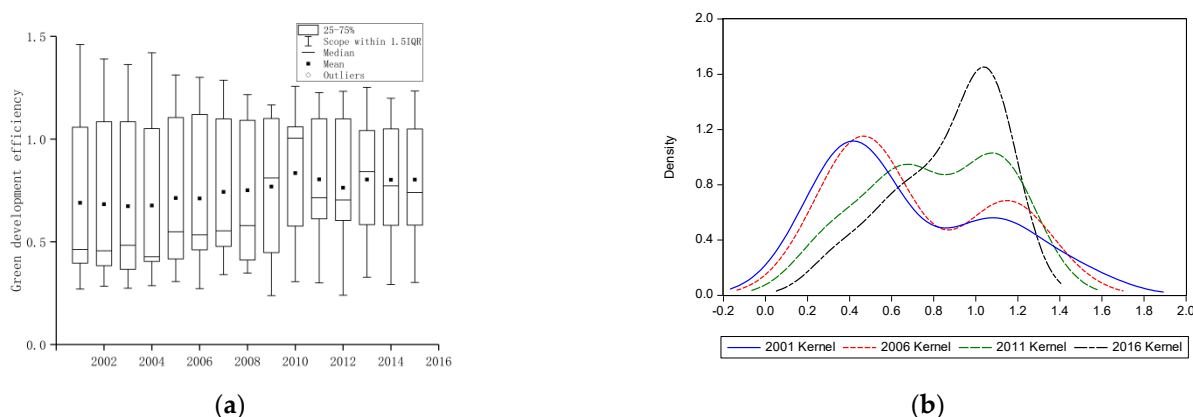 25-75%
Scope within 1.5IQR
Median
Mean
Outliers
1.5
1.0
0.5
0.0
Green development efficiency
2002 2004 2006 2008 2010 2012 2014 2016
(a)
2.0
1.6
1.2
0.8
0.4
0.0
Density
-0.2 0.0 0.2 0.4 0.6 0.8 1.0 1.2 1.4 1.6 1.8 2.0
2001 Kernel 2006 Kernel 2011 Kernel 2016 Kernel
(b)